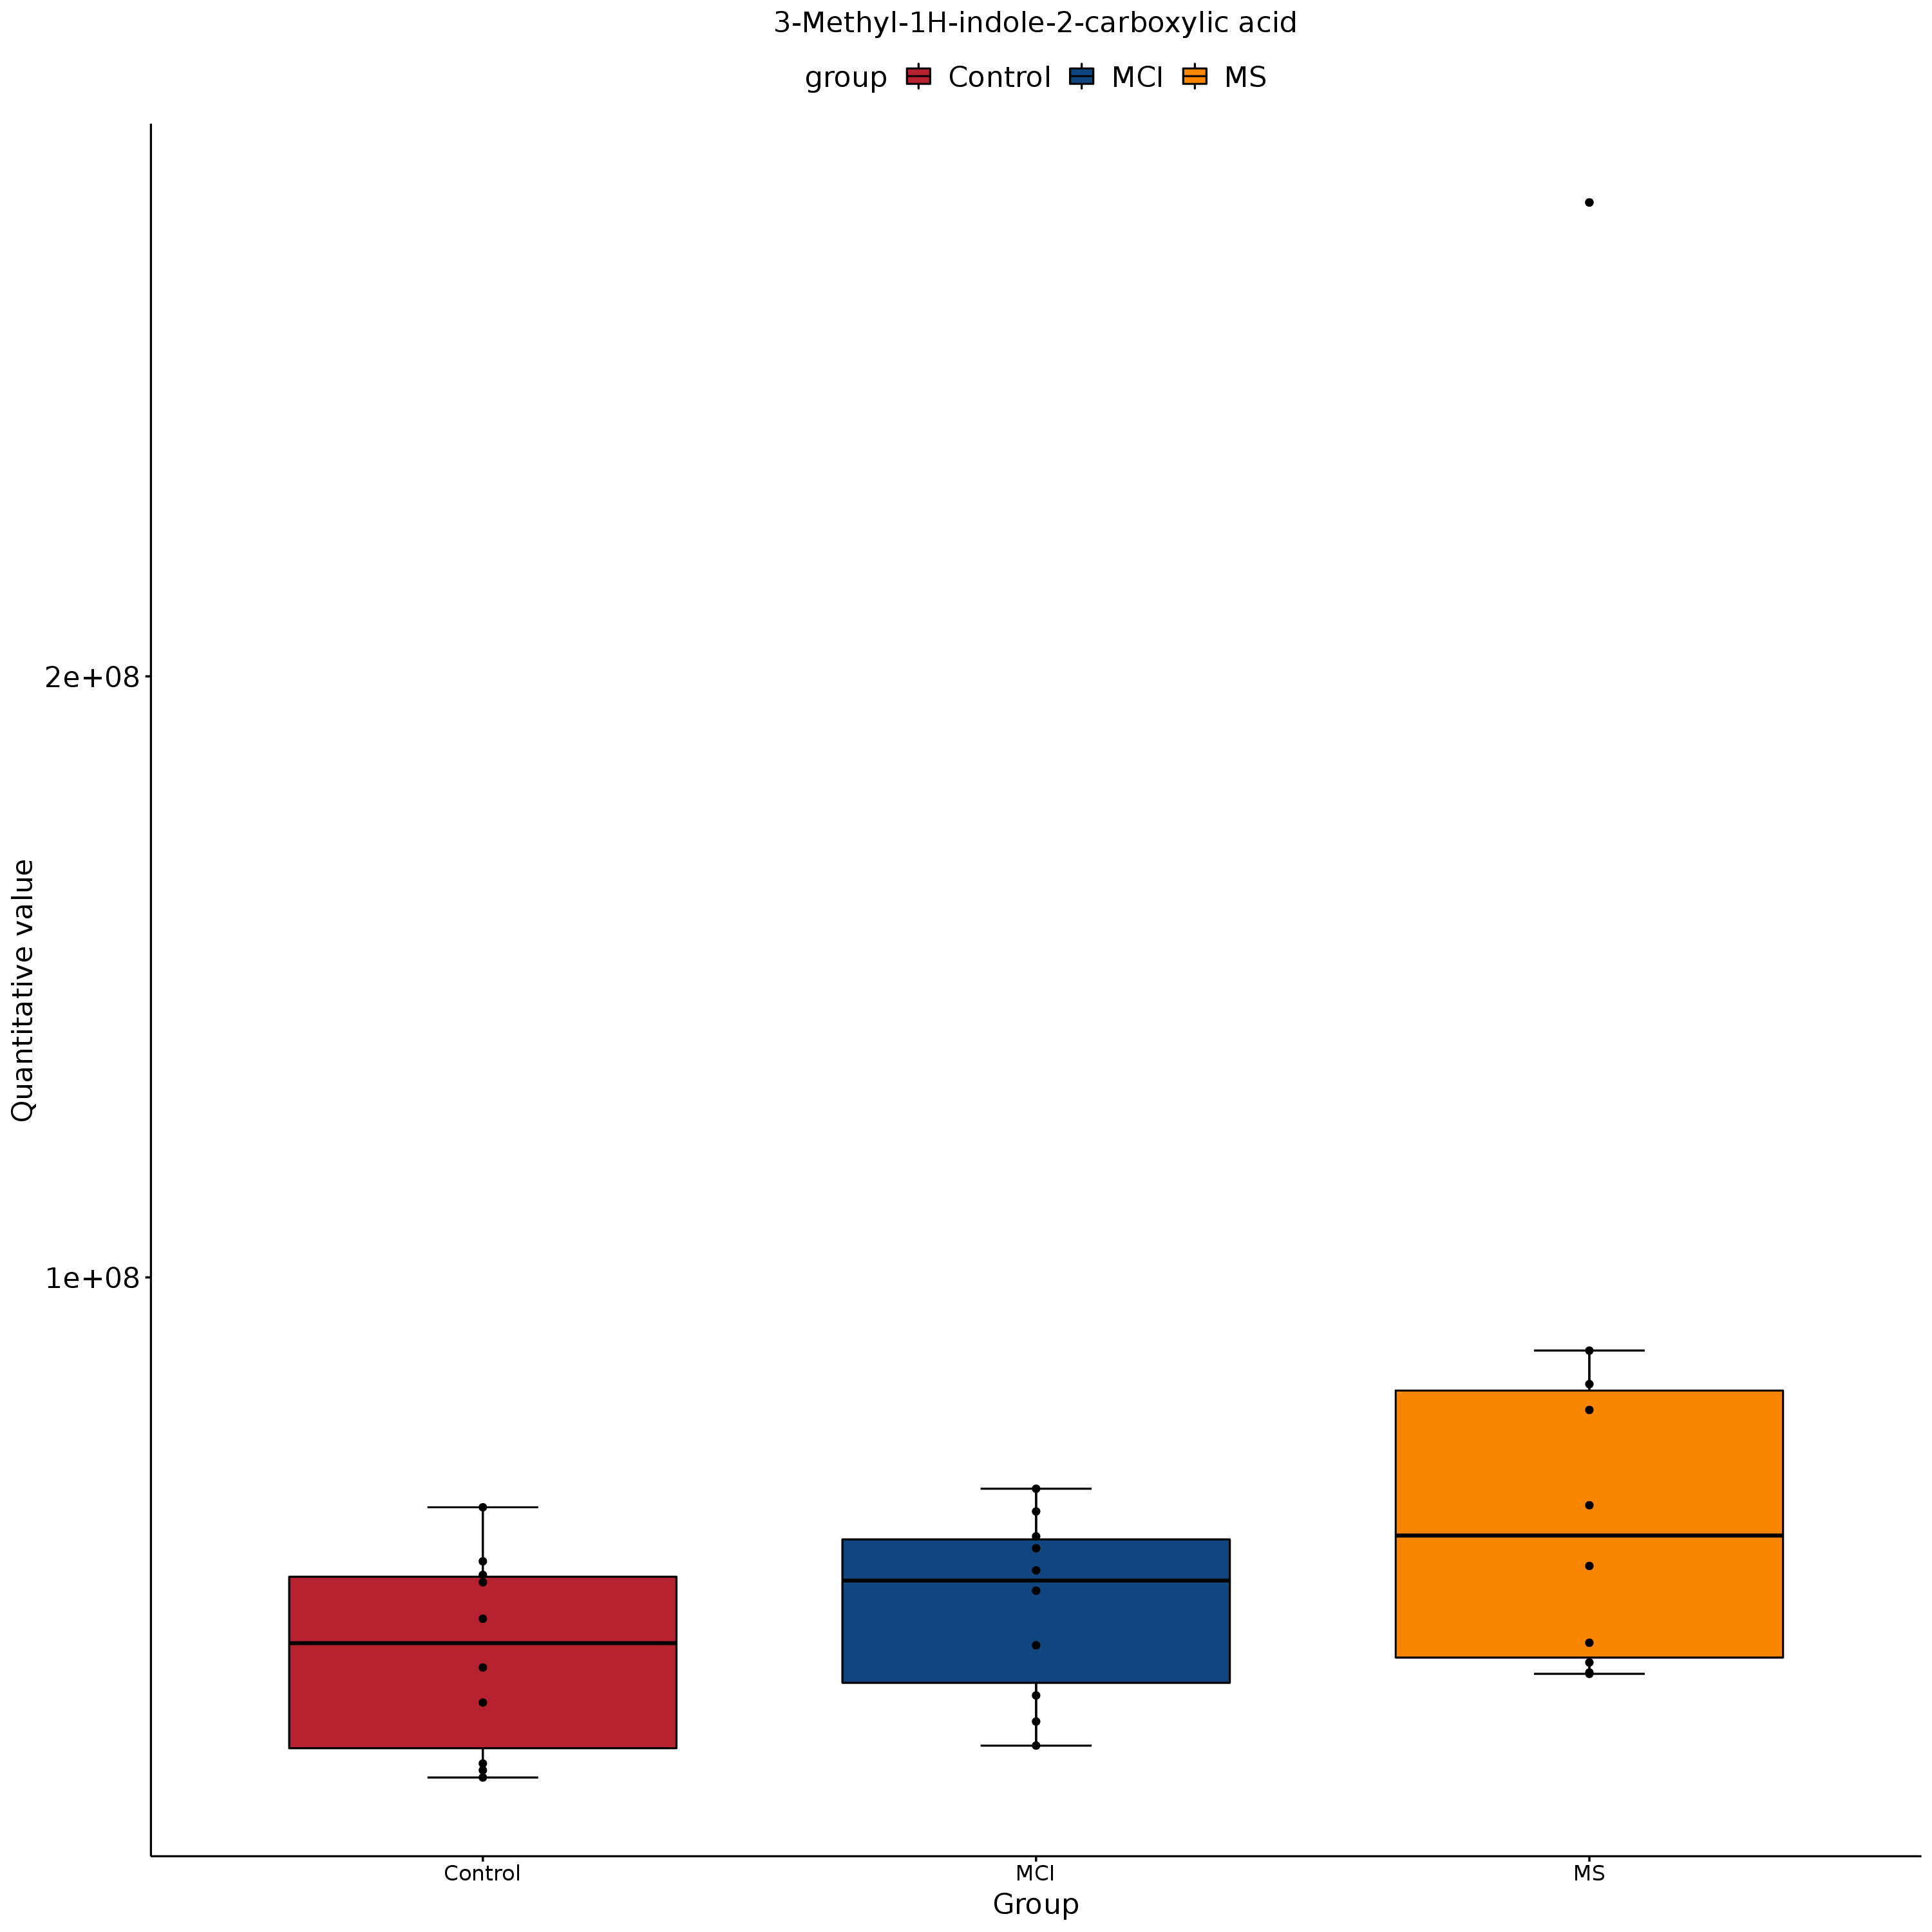 3-Methyl-1H-indole-2-carboxylic acid
group Control MCI MS
Quantitative value
2e+08
1e+08
Control MCI MS
Group